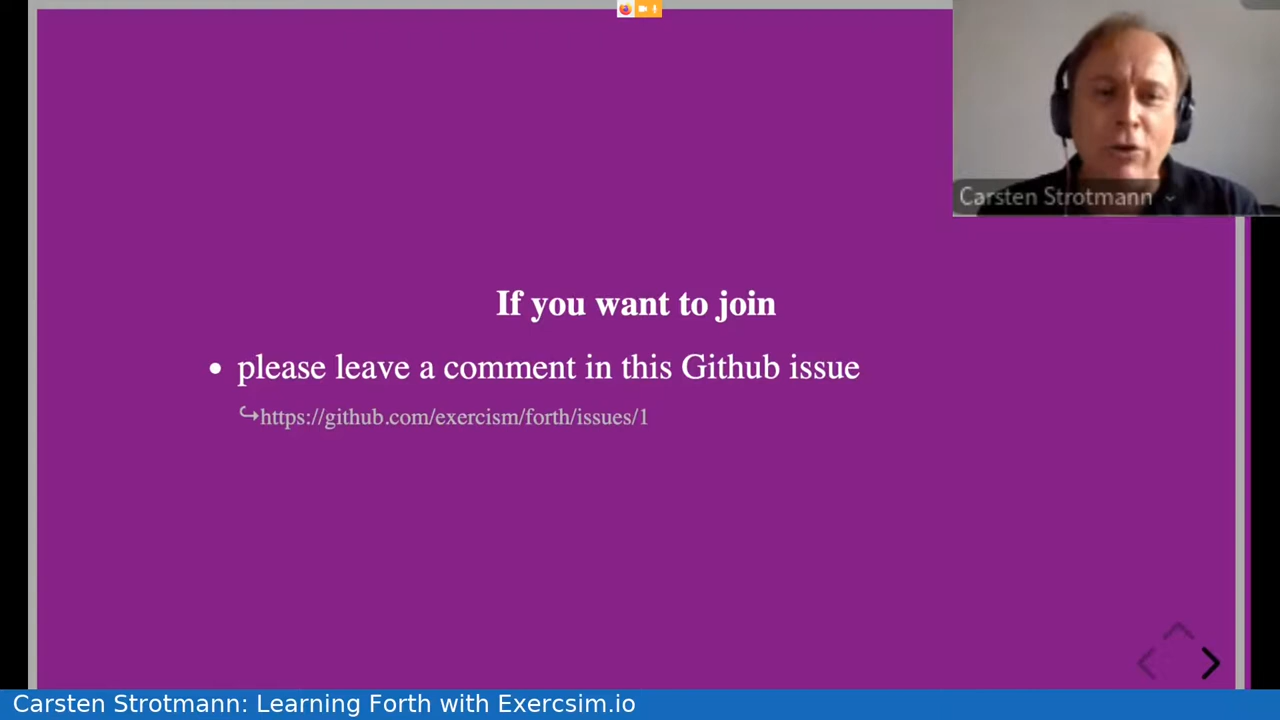 Carsten Strotmann
If you want to join
please leave a comment in this Github issue
↪https://github.com/exercism/forth/issues/1
Carsten Strotmann: Learning Forth with Exercsim.io